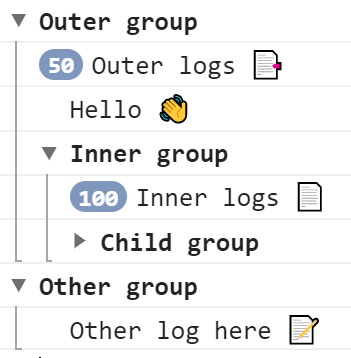 ▼ Outer group
50 Outer logs 📑
Hello 👋
▼ Inner group
100 Inner logs 📄
▶ Child group
▼ Other group
Other log here 📝